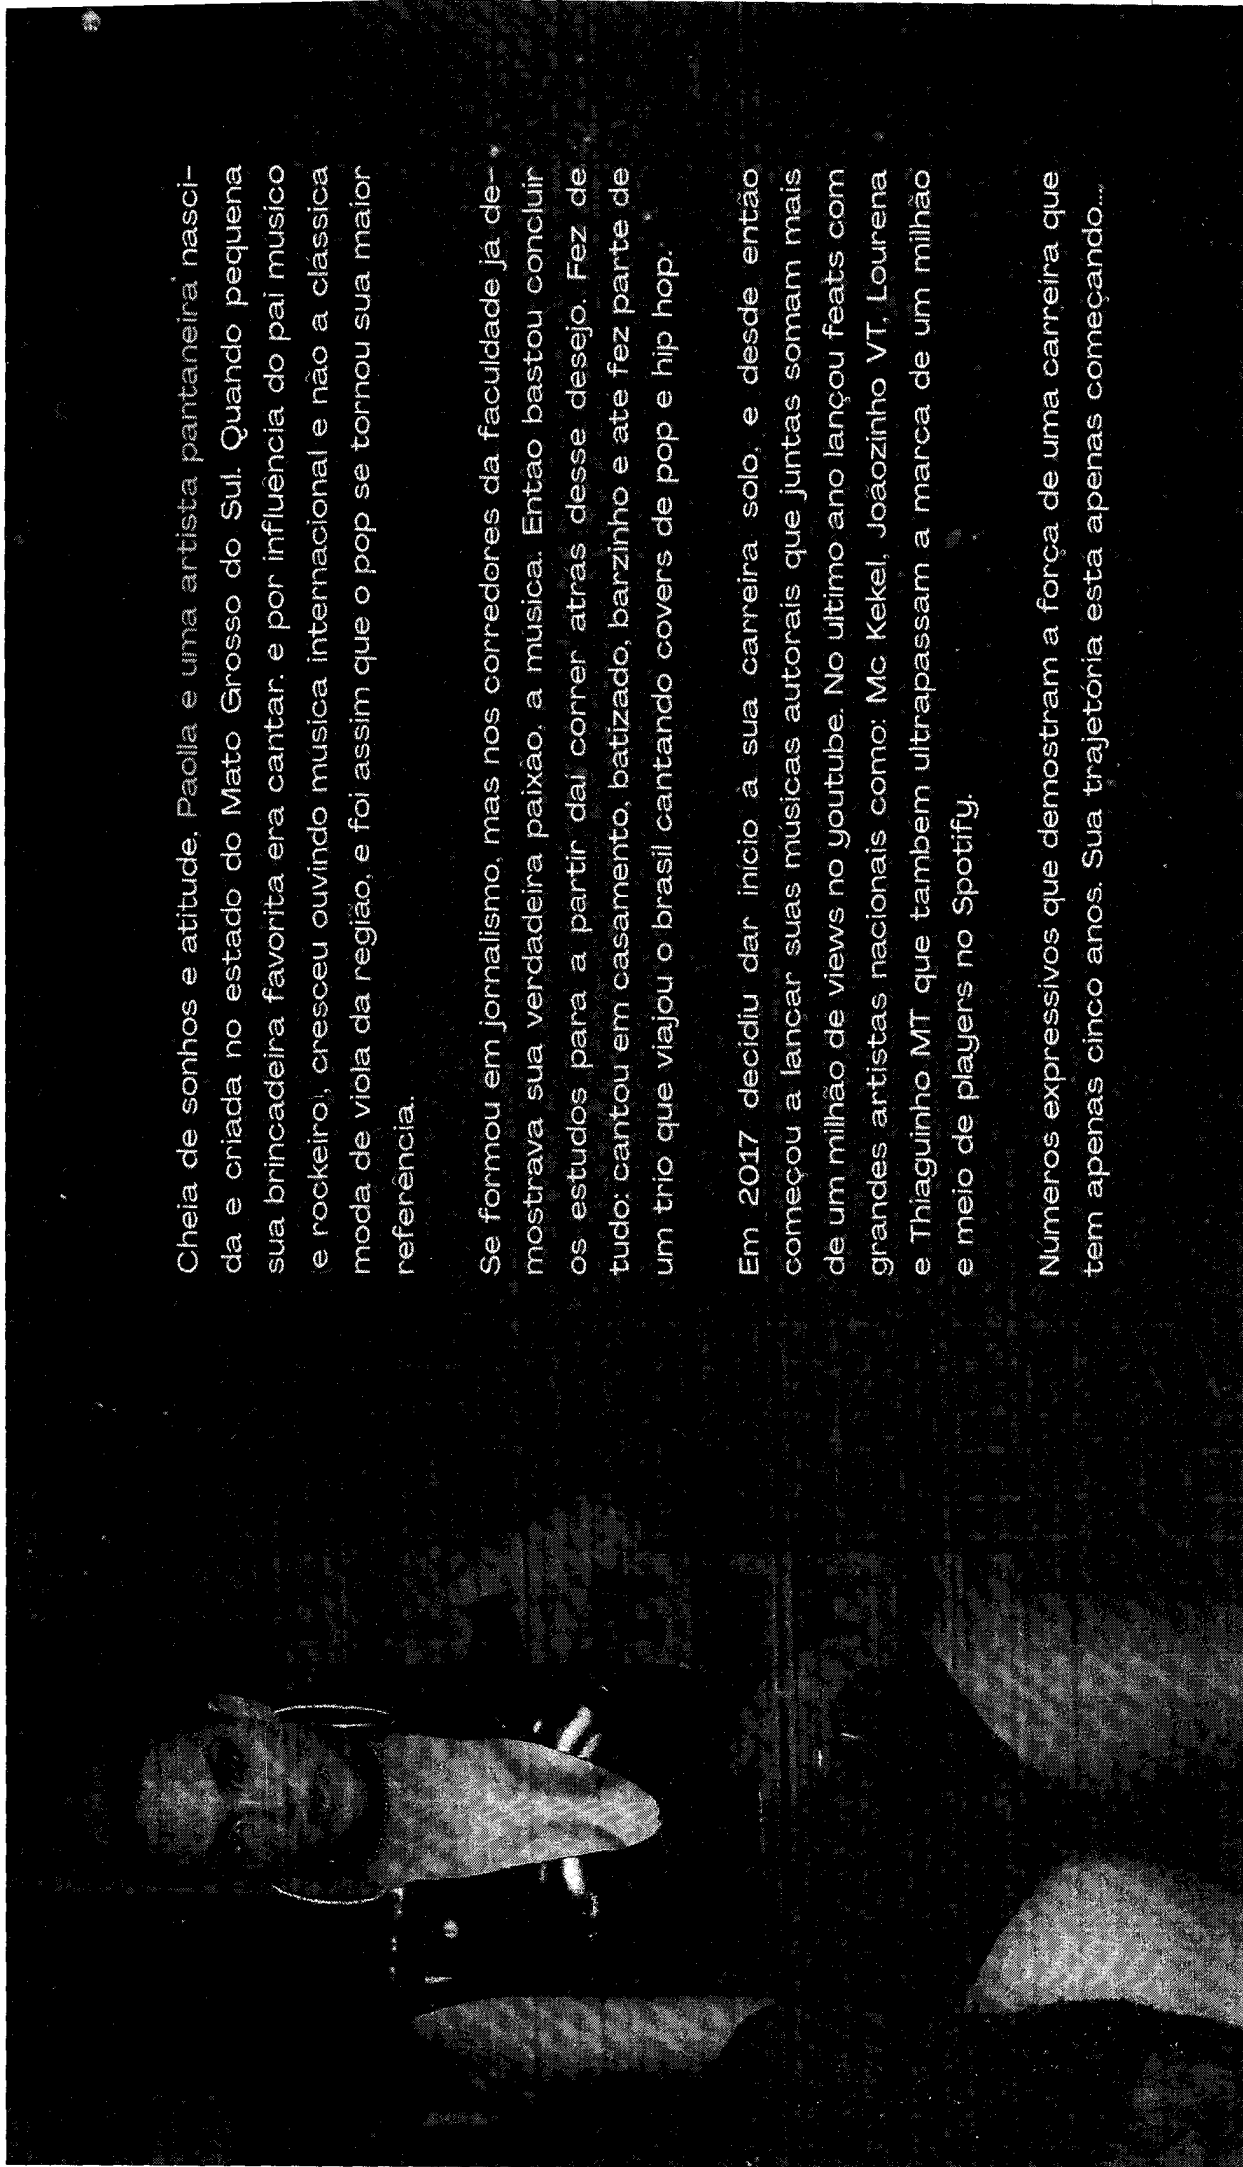 Cheia de sonhos e atitude, Paolla e uma artista pantaneira nasci-
da e criada no estado do Mato Grosso do Sul. Quando pequena
sua brincadeira favorita era cantar. e por influência do pai musico
(e rockeiro), cresceu ouvindo musica internacional e não a clássica
moda de viola da região, e foi assim que o pop se tornou sua maior
referência.
Se formou em jornalismo, mas nos corredores da faculdade já de-
mostrava sua verdadeira paixão, a musica. Então bastou concluir
os estudos para a partir daí correr atrás desse desejo. Fez de
tudo: cantou em casamento, batizado, barzinho e ate fez parte de
um trio que viajou o brasil cantando covers de pop e hip hop.
Em 2017 decidiu dar inicio à sua carreira solo, e desde então
começou a lançar suas músicas autorais que juntas somam mais
de um milhão de views no youtube. No ultimo ano lançou feats com
grandes artistas nacionais como: Mc Kekel, Joãozinho VT, Lourena
e Thiaguinho MT que tambem ultrapassam a marca de um milhão
e meio de players no Spotify.
Números expressivos que demostram a força de uma carreira que
tem apenas cinco anos. Sua trajetória está apenas começando...